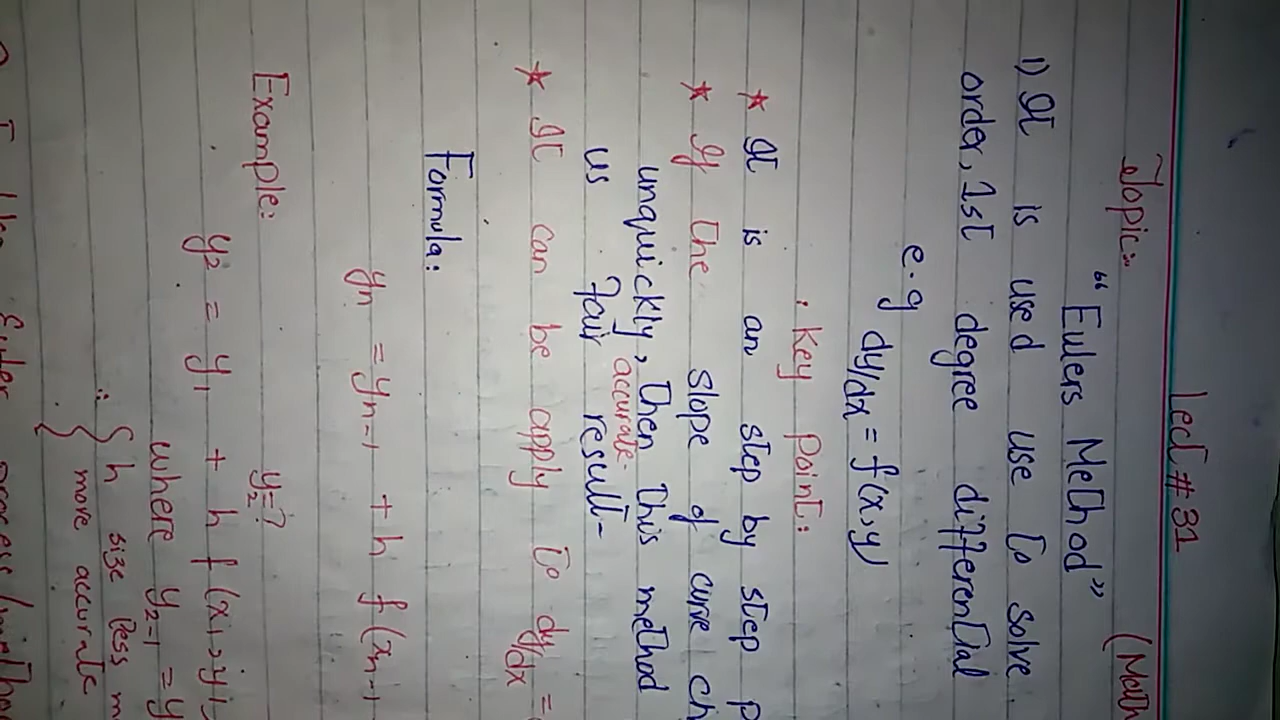 Lect # 31
Topic:- (Math
"Eulers Method"
1) It is used use to solve
order, 1st degree differential
e.g dy/dx = f(x,y)
Key point:
* It is an step by step p
* If the slope of curve ch
unquickly, then this method
accurate
us fair result-
* It can be apply to dy/dx =
Formula:
yn = yn-1 + h f(xn-1
Example: y2=?
y2 = y1 + h f(x1,y1
where y2-1 = y
∴ { h size less m
{ more accurate